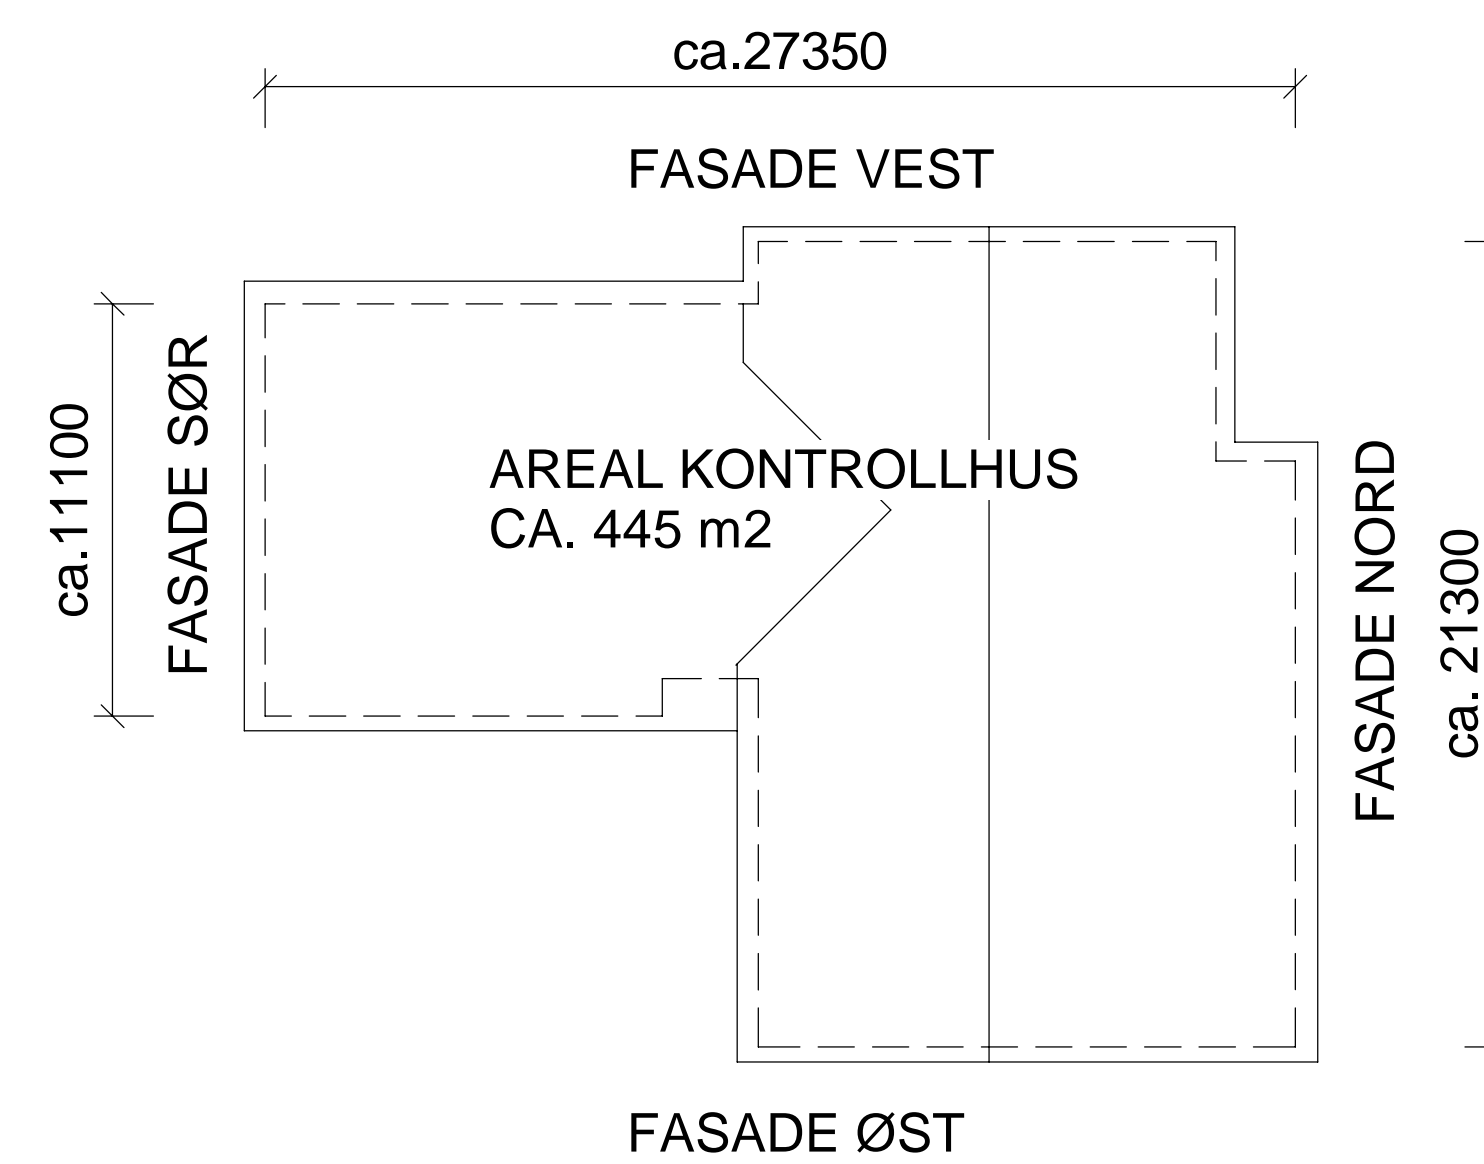 ca.27350
FASADE VEST
ca.11100
FASADE SØR
AREAL KONTROLLHUS
CA. 445 m2
FASADE NORD
ca. 21300
FASADE ØST